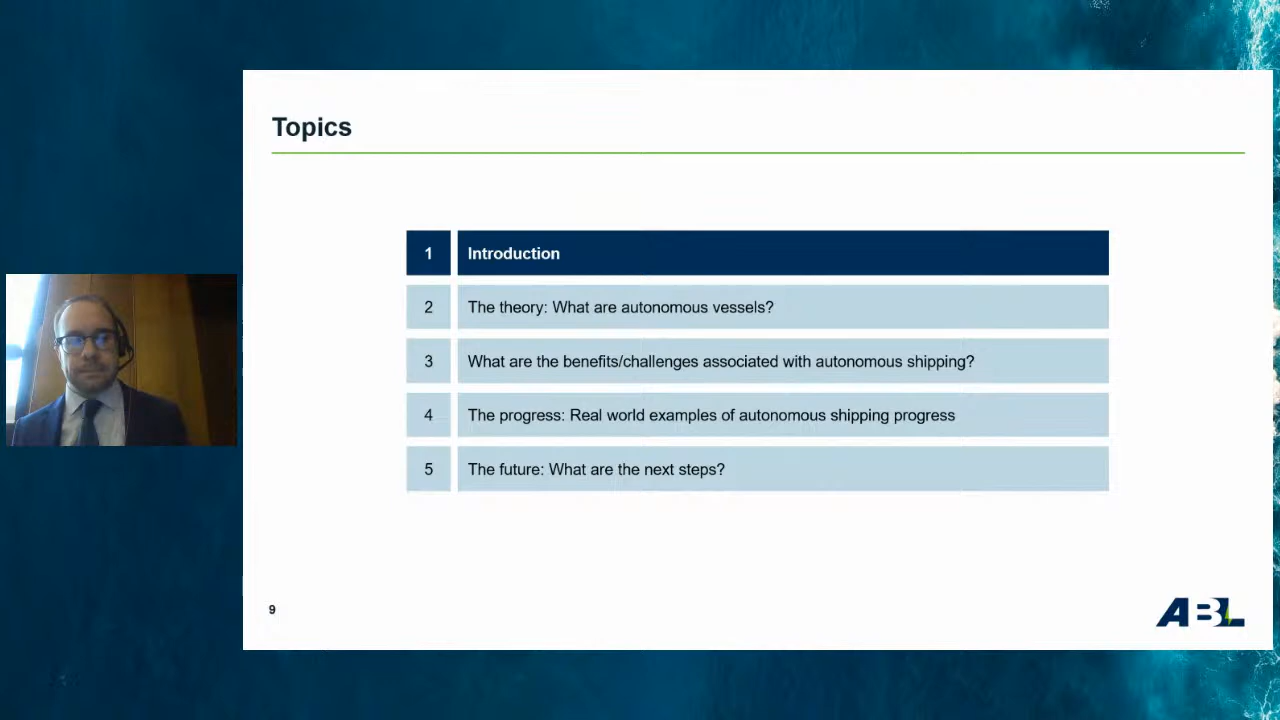 Topics
1 Introduction
2 The theory: What are autonomous vessels?
3 What are the benefits/challenges associated with autonomous shipping?
4 The progress: Real world examples of autonomous shipping progress
5 The future: What are the next steps?
9
ABL